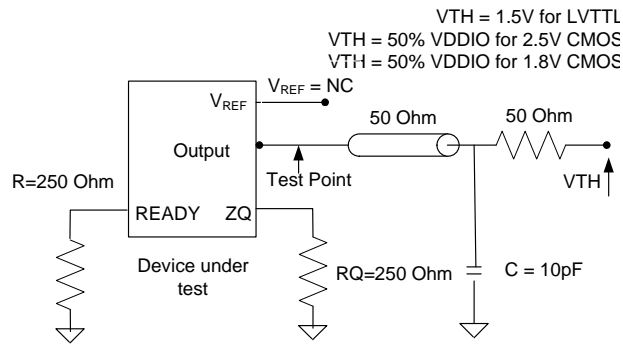 VTH = 1.5V for LVTTL
VTH = 50% VDDIO for 2.5V CMOS
VTH = 50% VDDIO for 1.8V CMOS
VREF = NC
VREF
50 Ohm
50 Ohm
Output
Test Point
VTH
R=250 Ohm
READY
ZQ
Device under
test
RQ=250 Ohm
C = 10pF